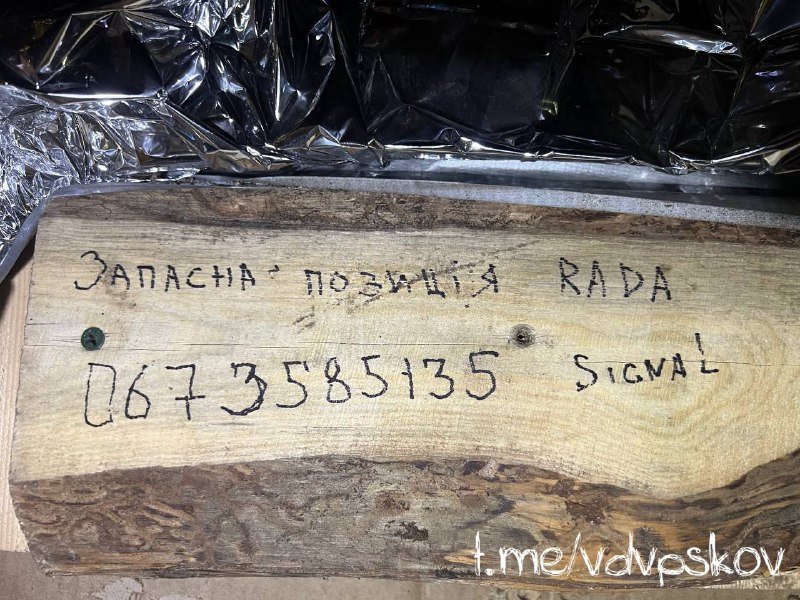 Запасна позиція RADA
0673585135 SIGNAL
t.me/vdvpskov